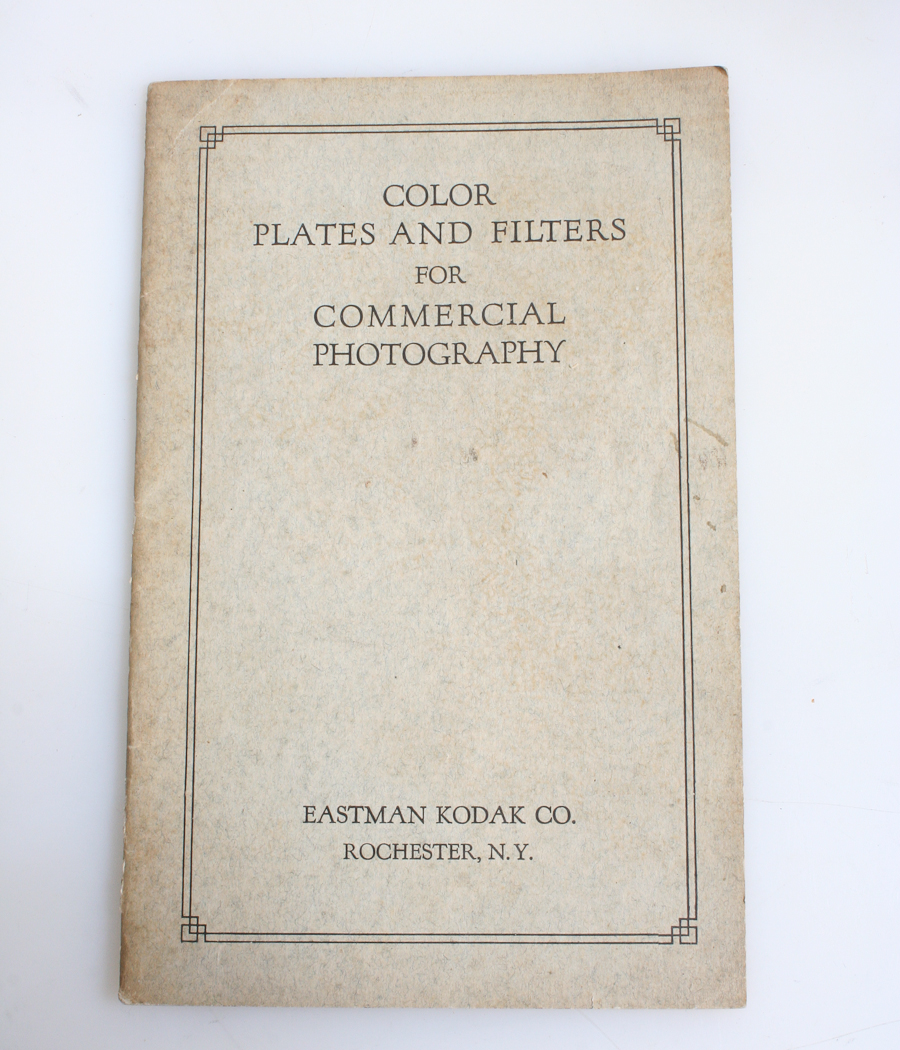 COLOR
PLATES AND FILTERS
FOR
COMMERCIAL
PHOTOGRAPHY
EASTMAN KODAK CO.
ROCHESTER, N.Y.